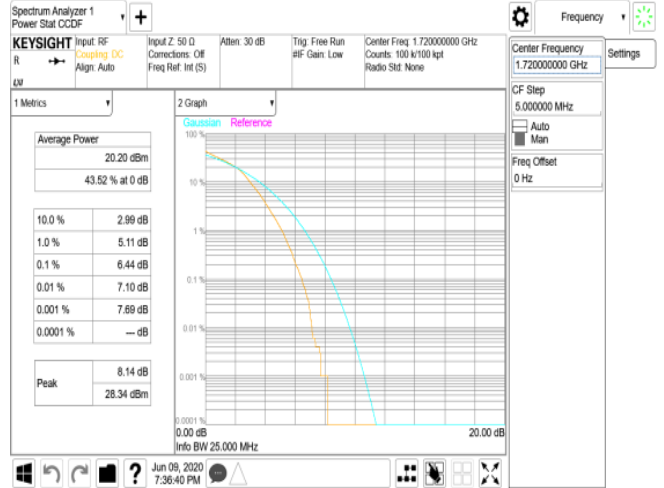 Spectrum Analyzer 1
Power Stat CCDF
KEYSIGHT
R
Input: RF
Coupling: DC
Align: Auto
Input Z: 50 Ω
Corrections: Off
Freq Ref: Int (S)
Atten: 30 dB
Trig: Free Run
#IF Gain: Low
Center Freq: 1.720000000 GHz
Counts: 100 k/100 kpt
Radio Std: None
1 Metrics
Average Power
20.20 dBm
43.52 % at 0 dB
10.0 % 2.99 dB
1.0 % 5.11 dB
0.1 % 6.44 dB
0.01 % 7.10 dB
0.001 % 7.69 dB
0.0001 % --- dB
Peak
8.14 dB
28.34 dBm
2 Graph
Gaussian Reference
100 %
10 %
1 %
0.1 %
0.01 %
0.001 %
0.0001 %
0.00 dB 20.00 dB
Info BW 25.000 MHz
Jun 09, 2020
7:36:40 PM
?
Frequency
Settings
Center Frequency
1.720000000 GHz
CF Step
5.000000 MHz
Auto
Man
Freq Offset
0 Hz